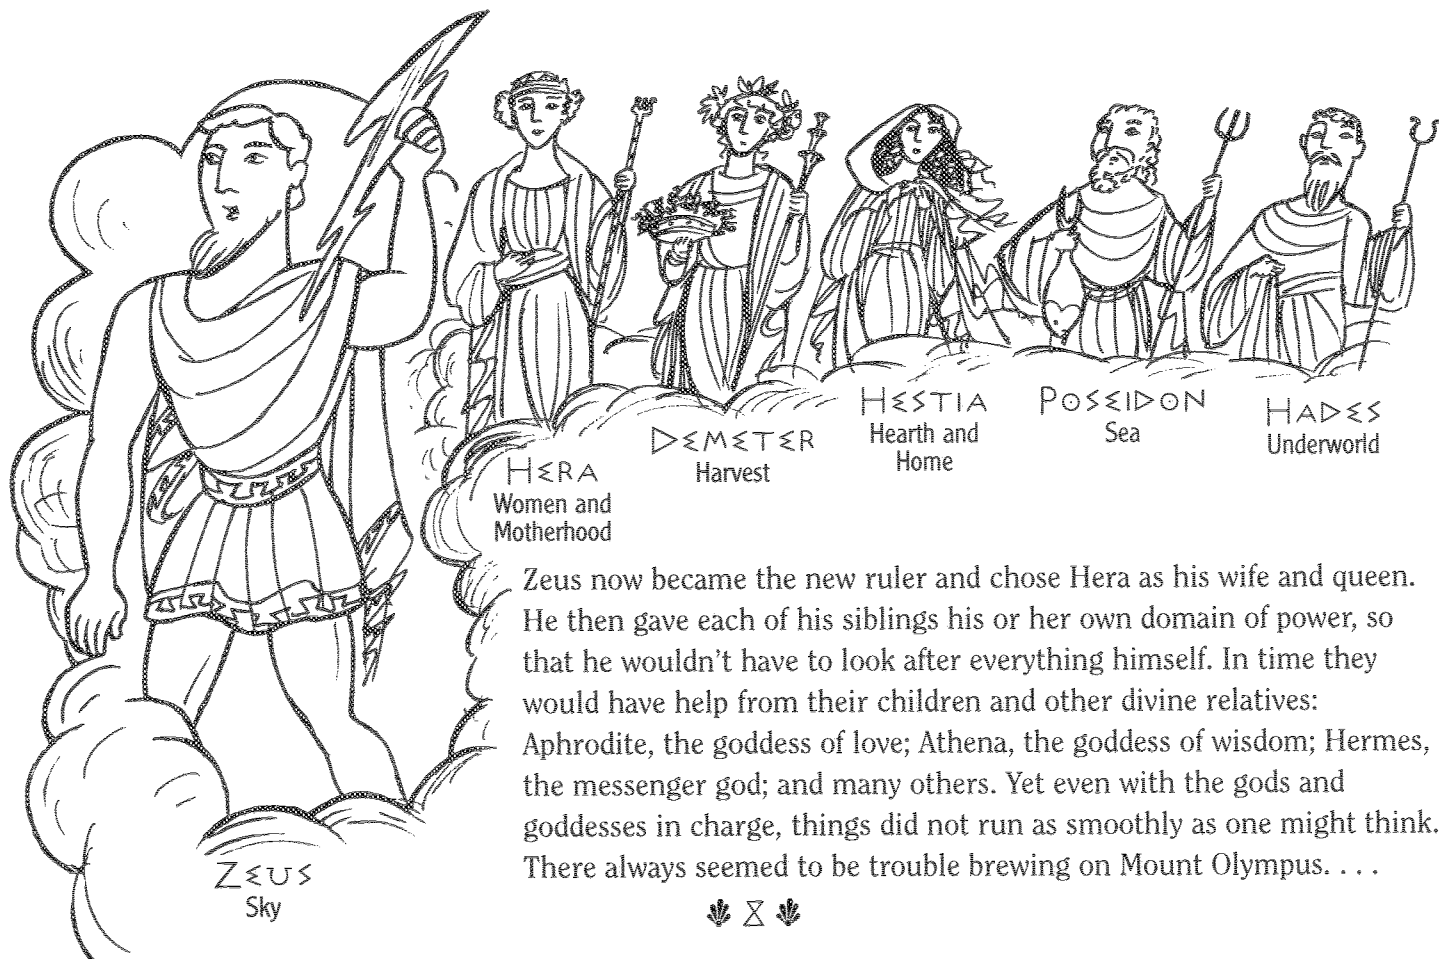 ZEUS
Sky
HERA
Women and
Motherhood
DEMETER
Harvest
HESTIA
Hearth and
Home
POSEIDON
Sea
HADES
Underworld
Zeus now became the new ruler and chose Hera as his wife and queen.
He then gave each of his siblings his or her own domain of power, so
that he wouldn't have to look after everything himself. In time they
would have help from their children and other divine relatives:
Aphrodite, the goddess of love; Athena, the goddess of wisdom; Hermes,
the messenger god; and many others. Yet even with the gods and
goddesses in charge, things did not run as smoothly as one might think.
There always seemed to be trouble brewing on Mount Olympus. . . .
8